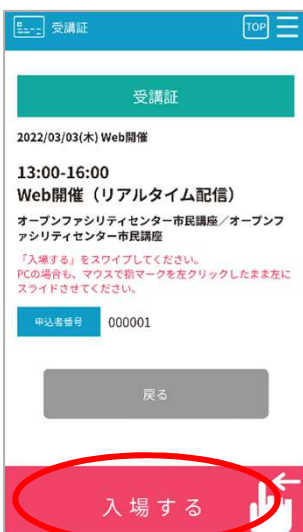 受講証
TOP
受講証
2022/03/03(木) Web開催
13:00-16:00
Web開催（リアルタイム配信）
オープンファシリティセンター市民講座／オープンフ
ァシリティセンター市民講座
「入場する」をスワイプしてください。
PCの場合も、マウスで指マークを左クリックしたまま左に
スライドさせてください。
申込者番号 000001
戻る
入場する